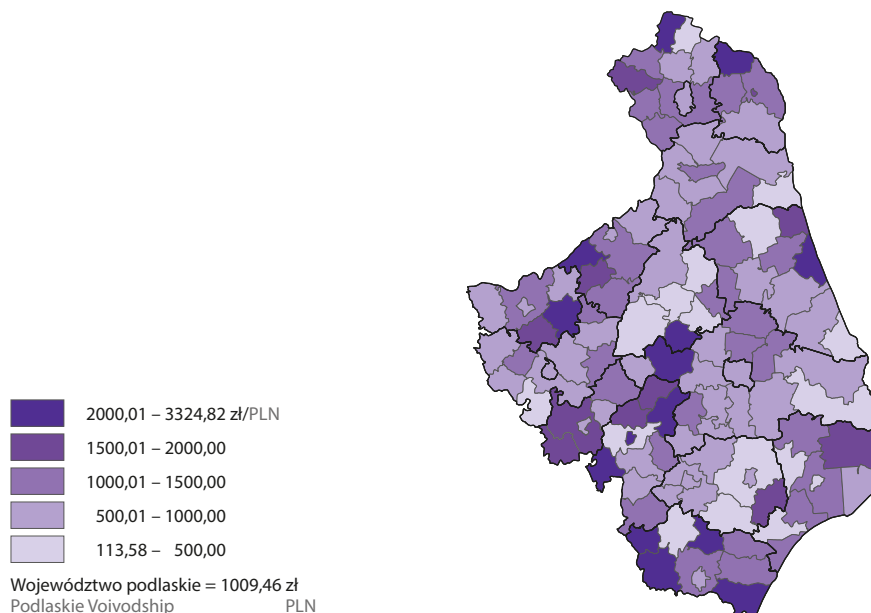 2000,01 – 3324,82 zł/PLN
1500,01 – 2000,00
1000,01 – 1500,00
500,01 – 1000,00
113,58 – 500,00
Województwo podlaskie = 1009,46 zł
Podlaskie Voivodship PLN